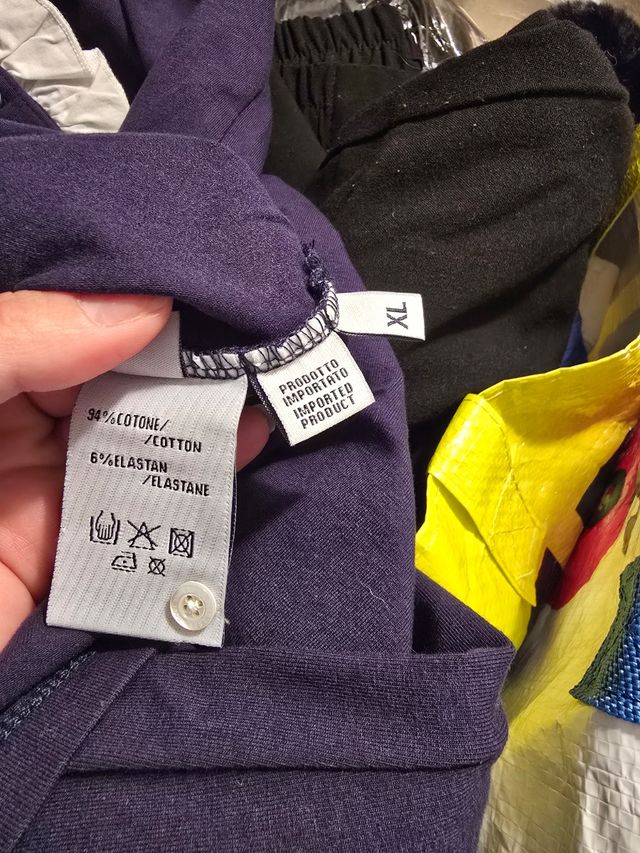 XL
PRODOTTO
IMPORTATO
IMPORTED
PRODUCT
94%COTONE/
/COTTON
6%ELASTAN
/ELASTANE